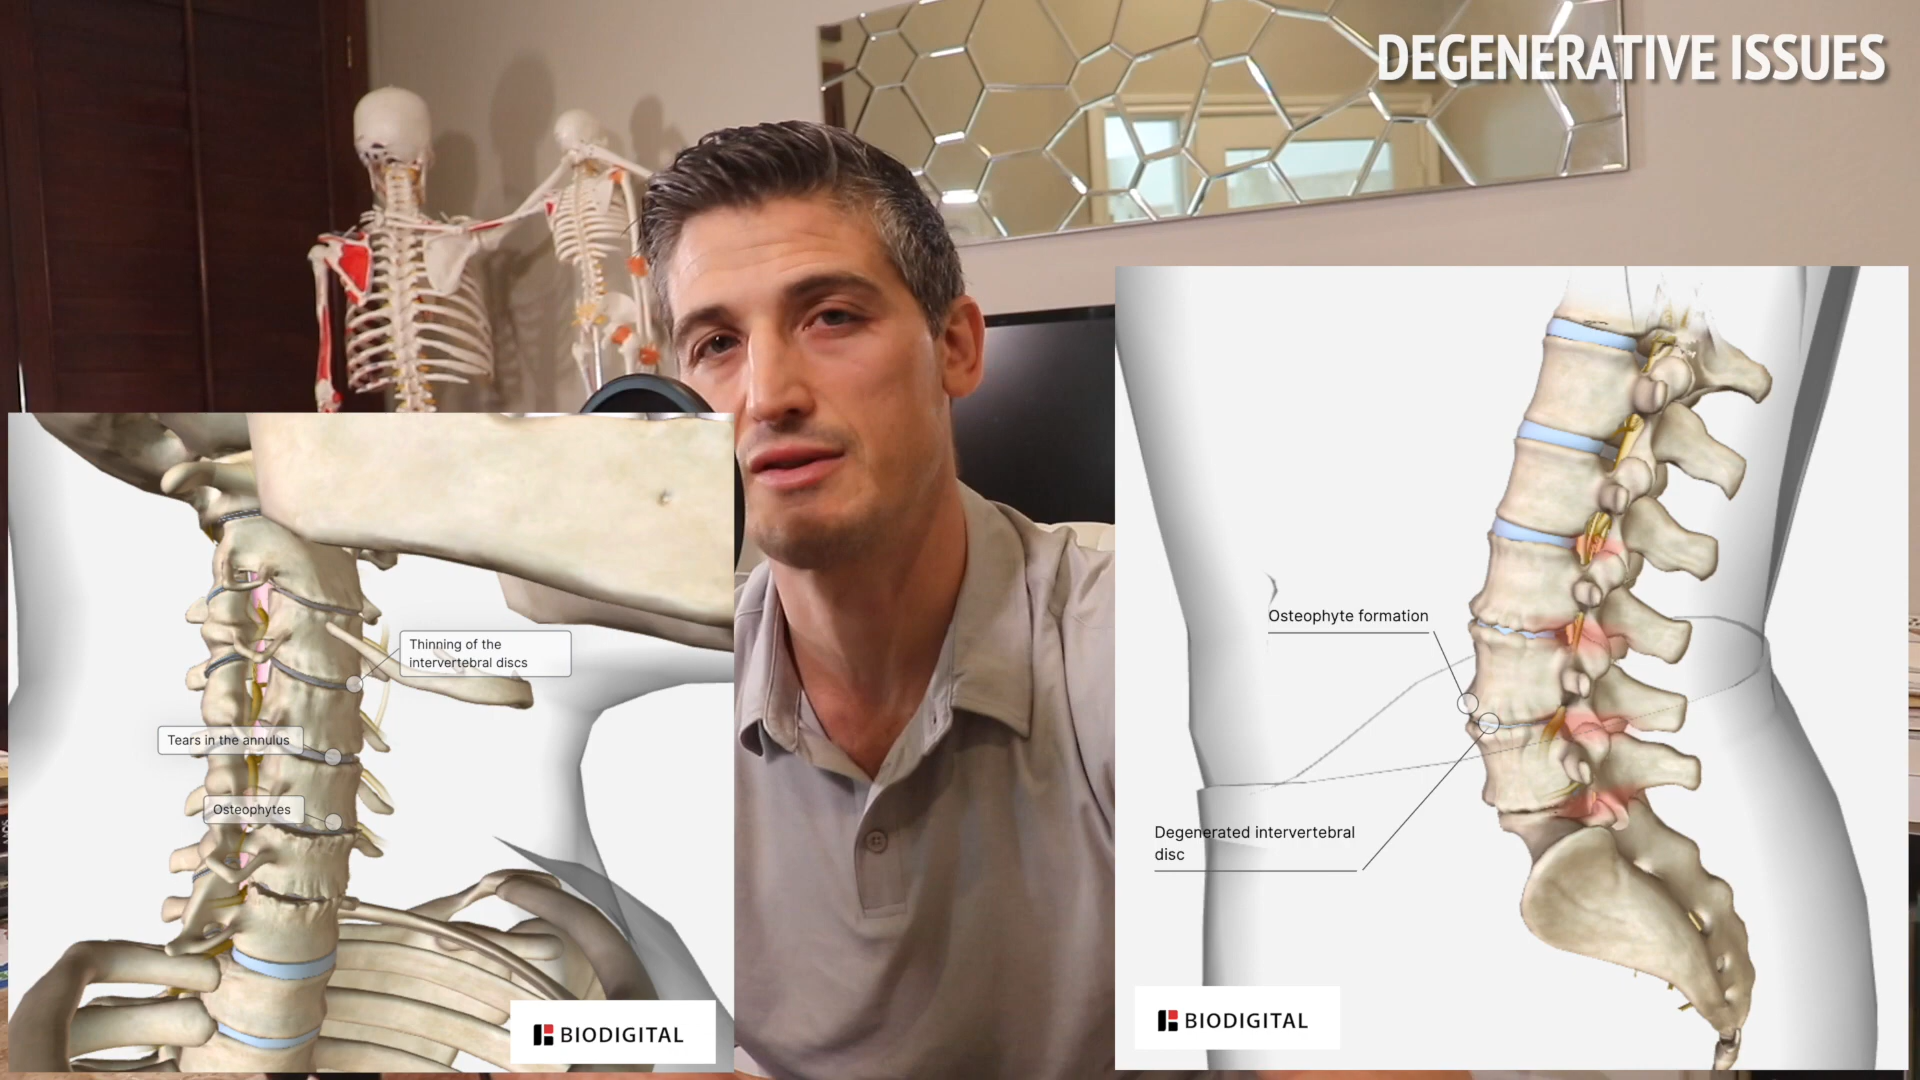 DEGENERATIVE ISSUES
Thinning of the
intervertebral discs
Tears in the annulus
Osteophytes
BIODIGITAL
Osteophyte formation
Degenerated intervertebral
disc
BIODIGITAL